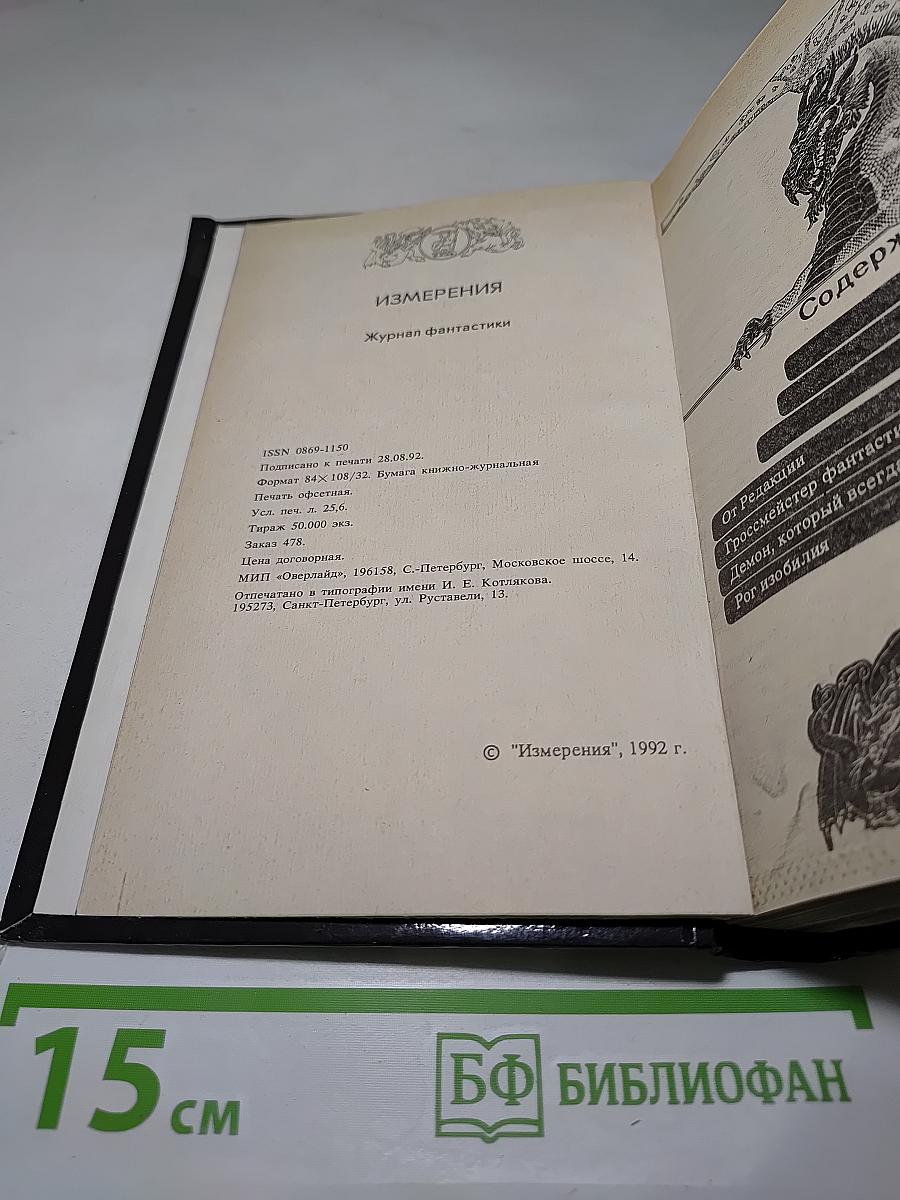 ИЗМЕРЕНИЯ
Журнал фантастики
ISSN 0869-1150
Подписано к печати 28.08.92.
Формат 84×108/32. Бумага книжно-журнальная
Печать офсетная.
Усл. печ. л. 25,6.
Тираж 50.000 экз.
Заказ 478.
Цена договорная.
МИП «Оверлайд», 196158, С.-Петербург, Московское шоссе, 14.
Отпечатано в типографии имени И. Е. Котлякова.
195273, Санкт-Петербург, ул. Руставели, 13.
© "Измерения", 1992 г.
Содерж
От Редакции
Гроссмейстер фантасти
Демон, который всегда
Рог изобилия
15 см
БФ БИБЛИОФАН